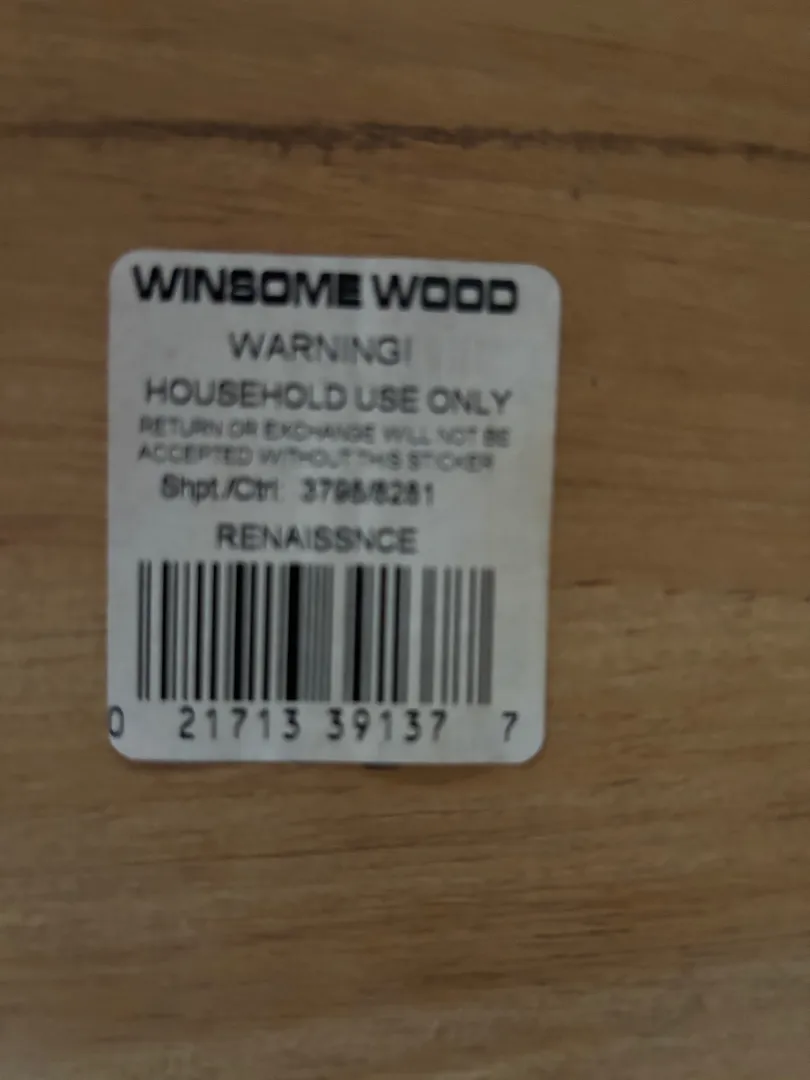 WINSOME WOOD
WARNING!
HOUSEHOLD USE ONLY
RETURN OR EXCHANGE WILL NOT BE
ACCEPTED WITHOUT THIS STICKER
Shpt./Ctrl: 3798/8281
RENAISSNCE
0 21713 39137 7